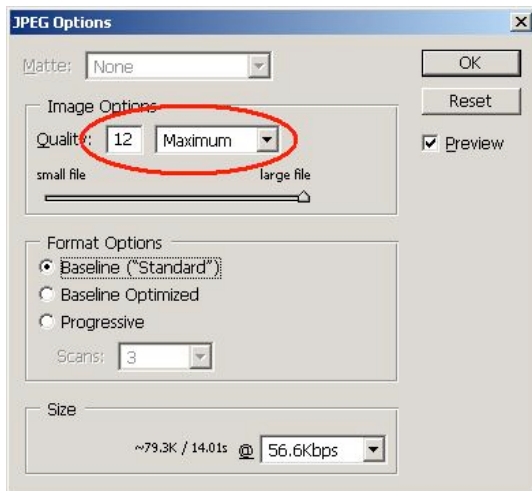 JPEG Options
Matte: None
OK
Image Options
Reset
Quality: 12 Maximum
Preview
small file large file
Format Options
Baseline ("Standard")
Baseline Optimized
Progressive
Scans: 3
Size
~79.3K / 14.01s @ 56.6Kbps